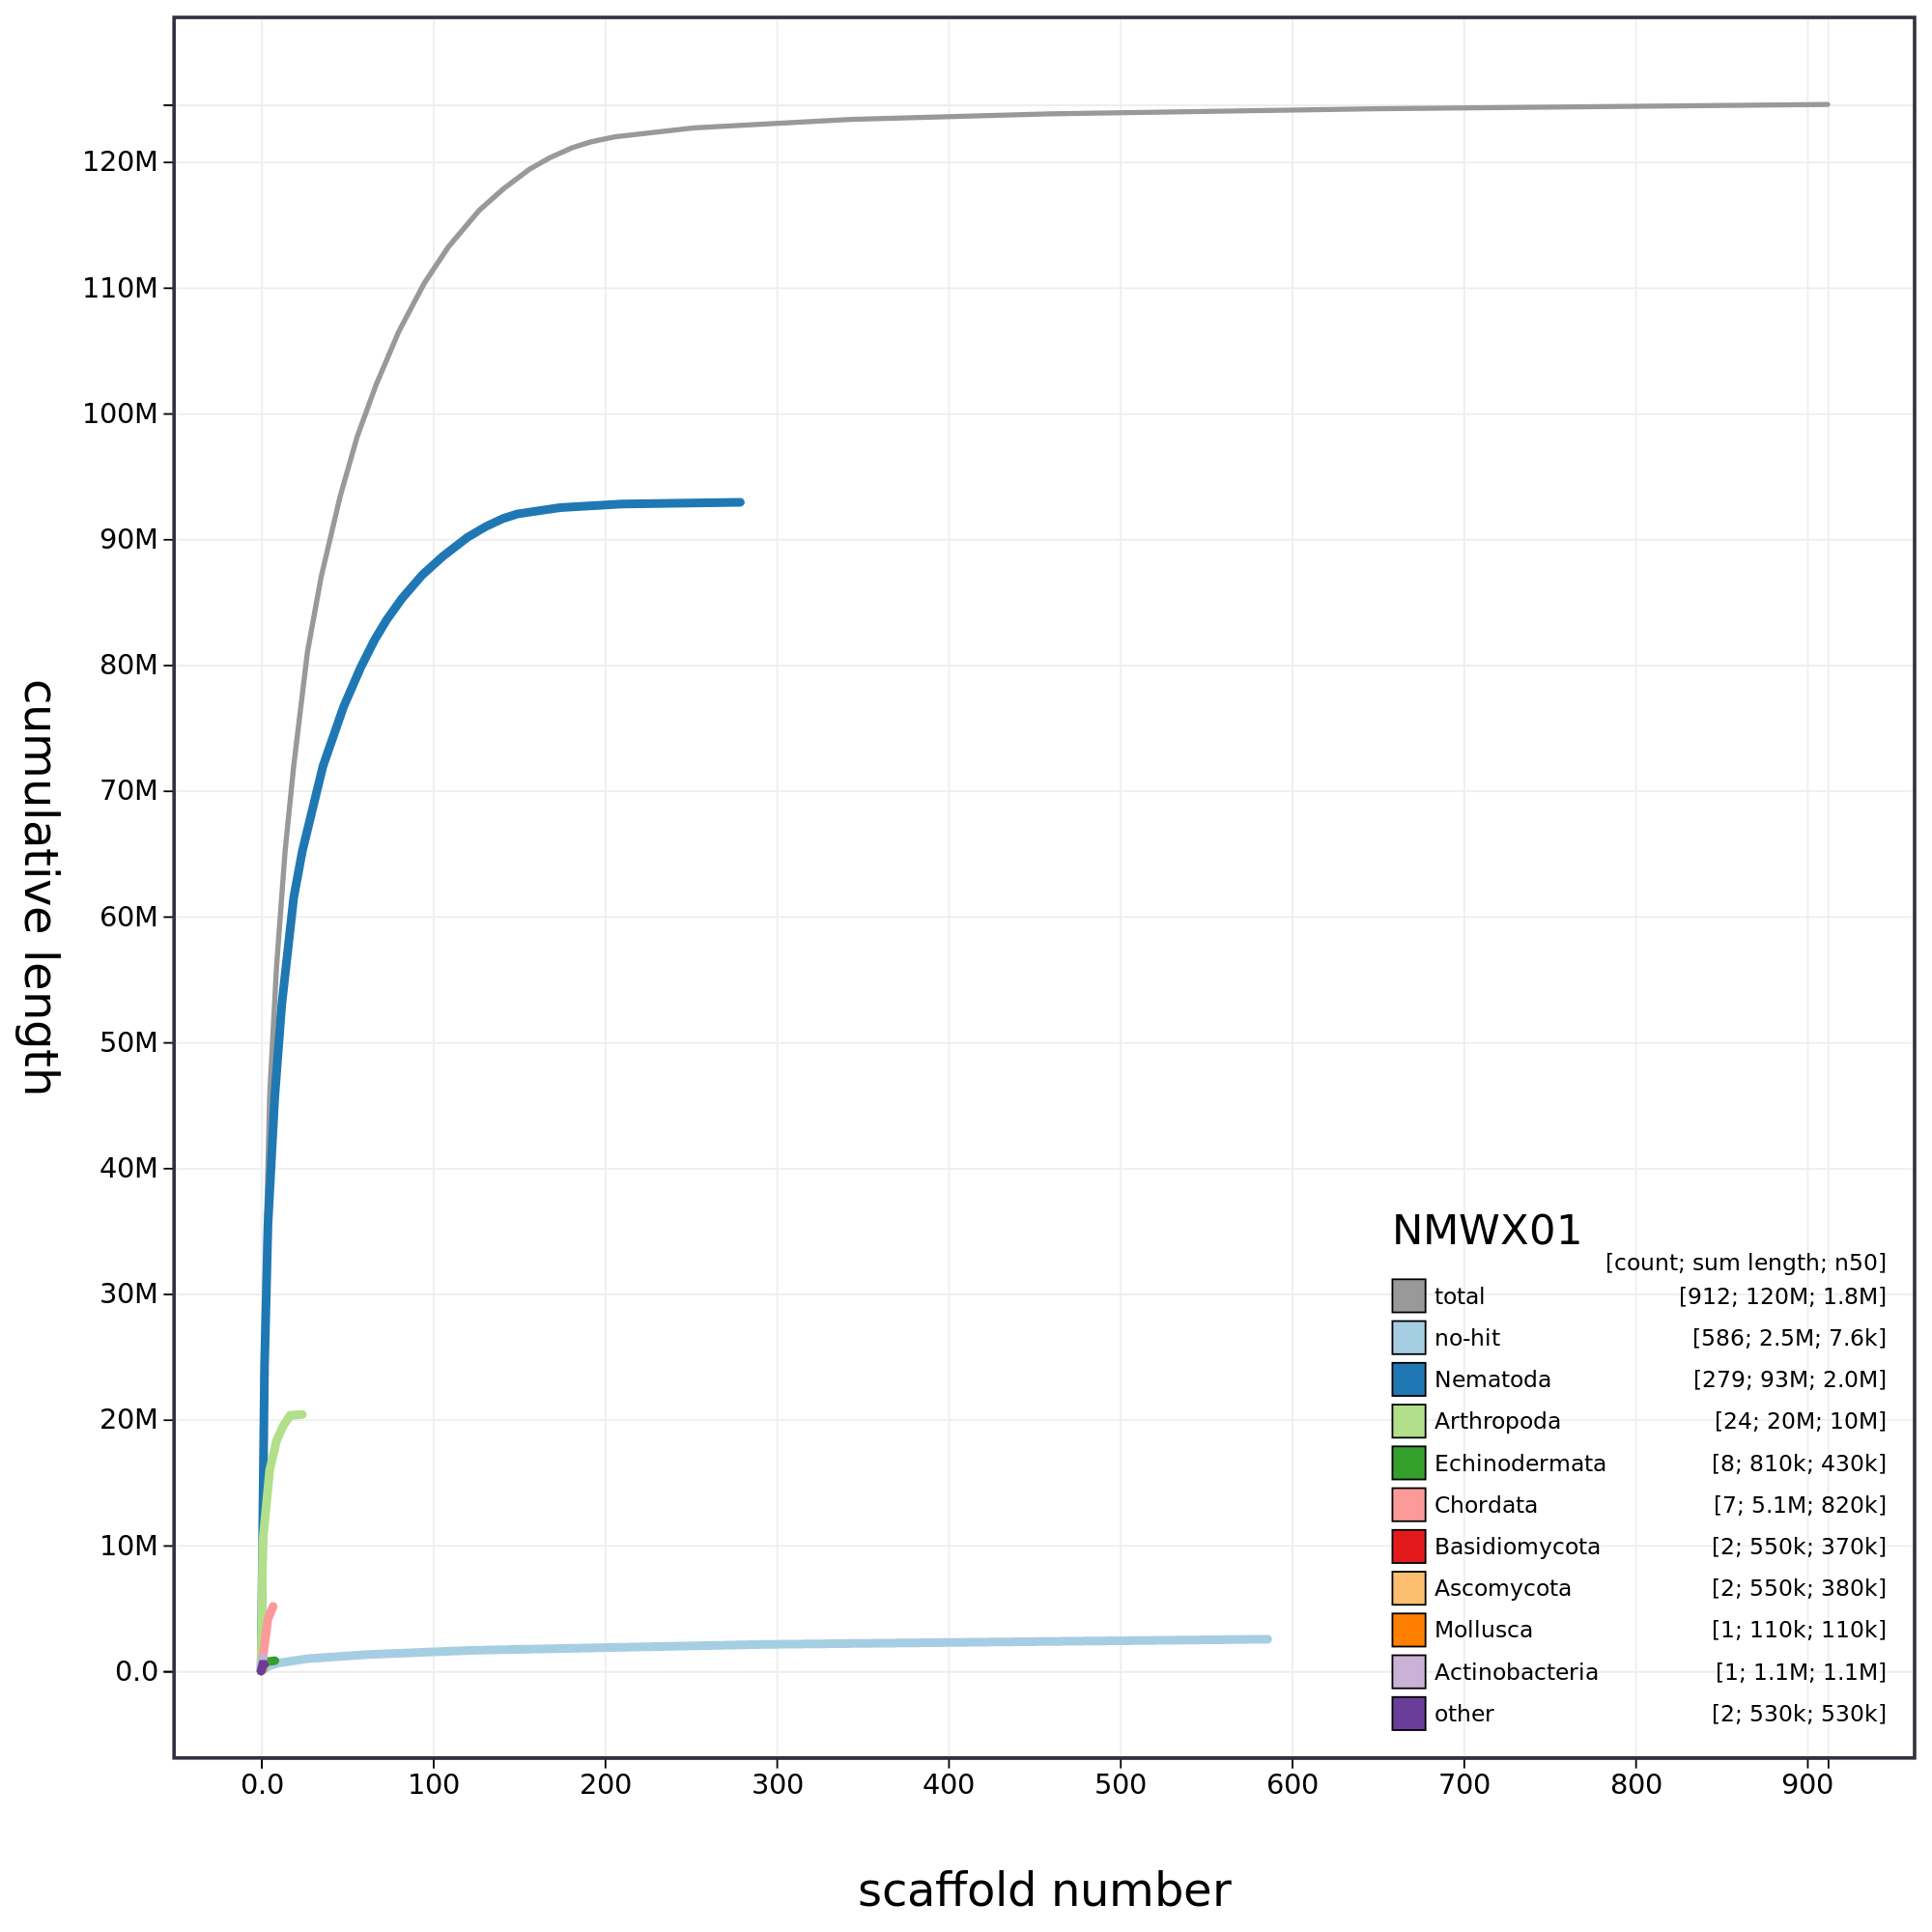 120M
110M
100M
90M
80M
70M
60M
50M
40M
30M
20M
10M
0.0
cumulative length
NMWX01
[count; sum length; n50]
total [912; 120M; 1.8M]
no-hit [586; 2.5M; 7.6k]
Nematoda [279; 93M; 2.0M]
Arthropoda [24; 20M; 10M]
Echinodermata [8; 810k; 430k]
Chordata [7; 5.1M; 820k]
Basidiomycota [2; 550k; 370k]
Ascomycota [2; 550k; 380k]
Mollusca [1; 110k; 110k]
Actinobacteria [1; 1.1M; 1.1M]
other [2; 530k; 530k]
0.0 100 200 300 400 500 600 700 800 900
scaffold number